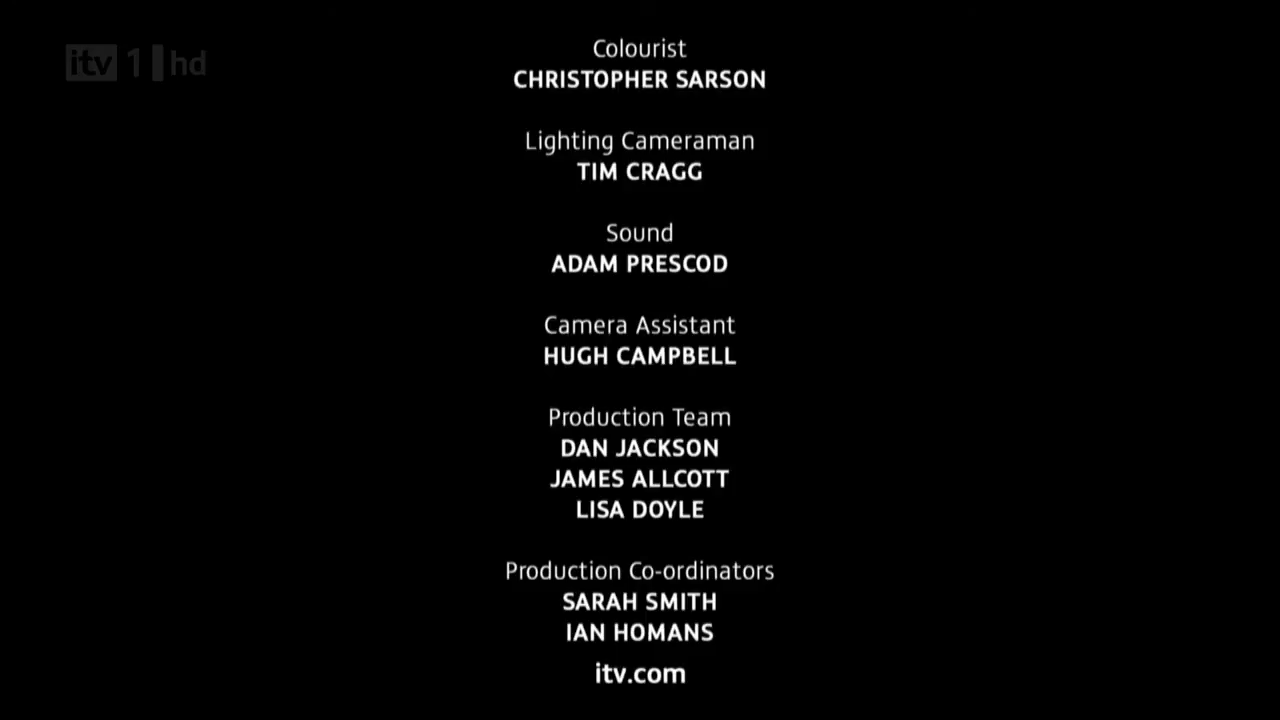 itv 1 hd
Colourist
CHRISTOPHER SARSON
Lighting Cameraman
TIM CRAGG
Sound
ADAM PRESCOD
Camera Assistant
HUGH CAMPBELL
Production Team
DAN JACKSON
JAMES ALLCOTT
LISA DOYLE
Production Co-ordinators
SARAH SMITH
IAN HOMANS
itv.com